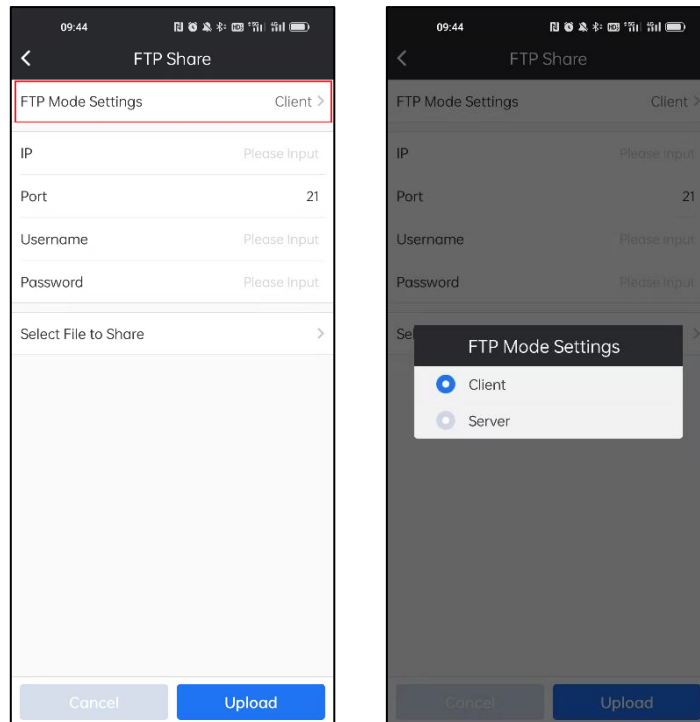 09:44
FTP Share
FTP Mode Settings Client >
IP Please Input
Port 21
Username Please Input
Password Please Input
Select File to Share >
Cancel Upload
09:44
FTP Share
FTP Mode Settings Client >
IP Please Input
Port 21
Username Please Input
Password Please Input
Sel >
FTP Mode Settings
Client
Server
Cancel Upload